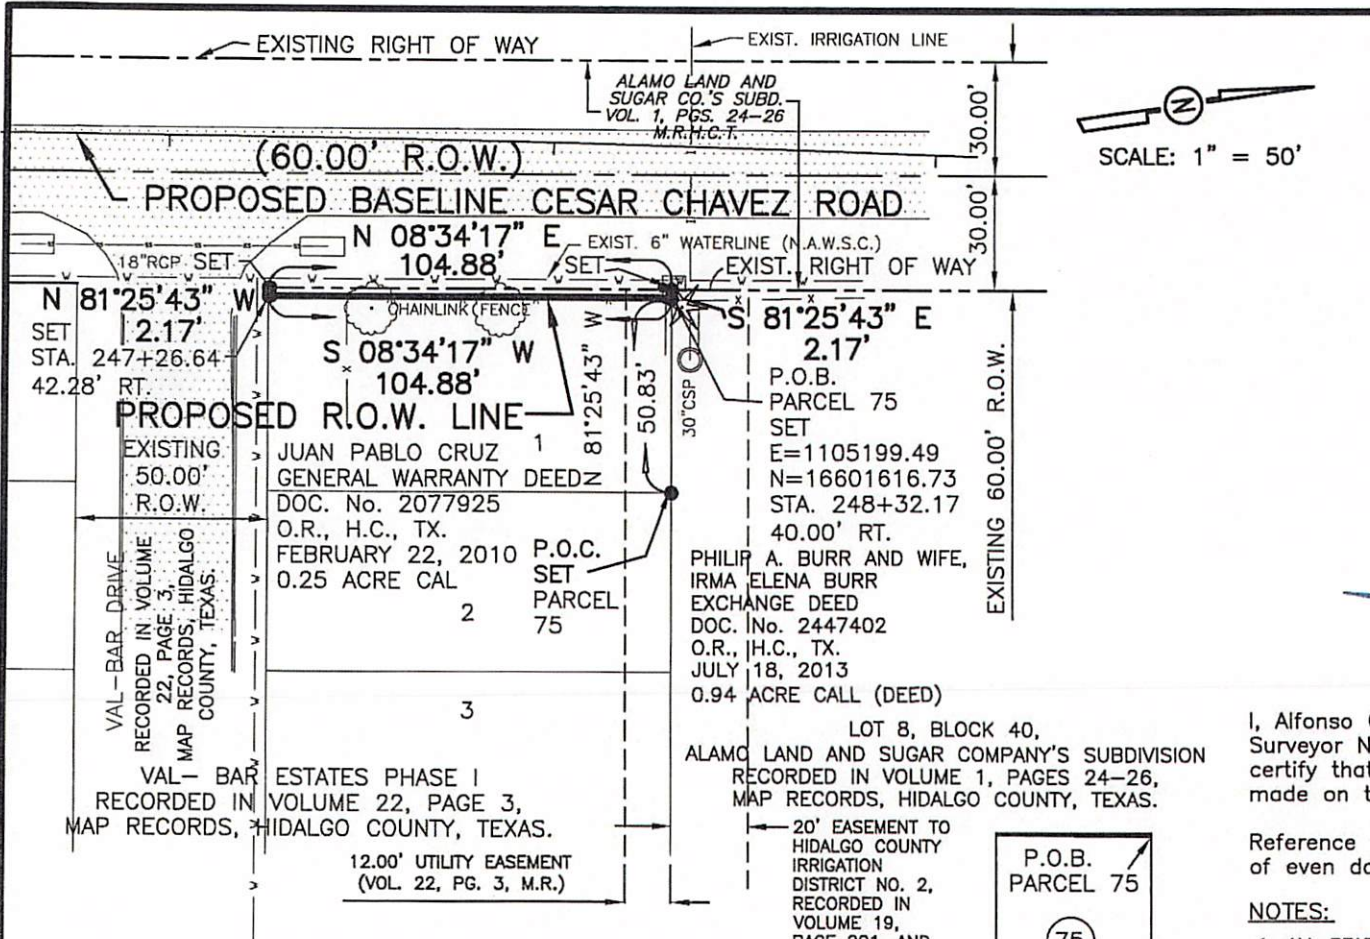 EXISTING RIGHT OF WAY
EXIST. IRRIGATION LINE
ALAMO LAND AND
SUGAR CO.'S SUBD.
VOL. 1, PGS. 24-26
M.R.H.C.T.
30.00'
N
SCALE: 1" = 50'
(60.00' R.O.W.)
PROPOSED BASELINE CESAR CHAVEZ ROAD
30.00'
N 08°34'17" E
104.88'
EXIST. 6" WATERLINE (N.A.W.S.C.)
18"RCP
SET
SET
EXIST. RIGHT OF WAY
N 81°25'43" W
2.17'
SET
STA. 247+26.64
42.28' RT.
CHAINLINK FENCE
S 08°34'17" W
104.88'
S 81°25'43" E
2.17'
P.O.B.
PARCEL 75
SET
E=1105199.49
N=16601616.73
STA. 248+32.17
40.00' RT.
PROPOSED R.O.W. LINE
N 81°25'43" W
50.83'
30"CSP
EXISTING 60.00' R.O.W.
EXISTING
50.00'
R.O.W.
JUAN PABLO CRUZ
GENERAL WARRANTY DEED
DOC. No. 2077925
O.R., H.C., TX.
FEBRUARY 22, 2010
0.25 ACRE CAL
1
2
3
P.O.C.
SET
PARCEL
75
PHILIP A. BURR AND WIFE,
IRMA ELENA BURR
EXCHANGE DEED
DOC. No. 2447402
O.R., H.C., TX.
JULY 18, 2013
0.94 ACRE CALL (DEED)
VAL-BAR DRIVE
RECORDED IN VOLUME
22, PAGE 3,
MAP RECORDS, HIDALGO
COUNTY, TEXAS.
LOT 8, BLOCK 40,
ALAMO LAND AND SUGAR COMPANY'S SUBDIVISION
RECORDED IN VOLUME 1, PAGES 24-26,
MAP RECORDS, HIDALGO COUNTY, TEXAS.
VAL- BAR ESTATES PHASE I
RECORDED IN VOLUME 22, PAGE 3,
MAP RECORDS, HIDALGO COUNTY, TEXAS.
12.00' UTILITY EASEMENT
(VOL. 22, PG. 3, M.R.)
20' EASEMENT TO
HIDALGO COUNTY
IRRIGATION
DISTRICT NO. 2,
RECORDED IN
VOLUME 19,
P.O.B.
PARCEL 75
75
I, Alfonso
Surveyor N
certify that
made on t
Reference
of even do
NOTES: